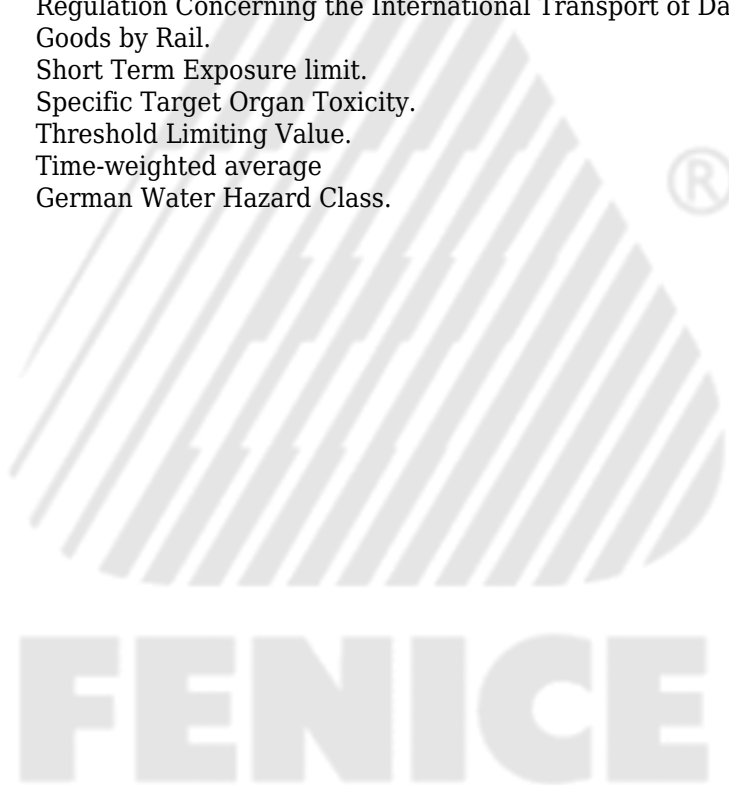 Regulation Concerning the International Transport of Da
Goods by Rail.
Short Term Exposure limit.
Specific Target Organ Toxicity.
Threshold Limiting Value.
Time-weighted average
German Water Hazard Class.
®
FENICE